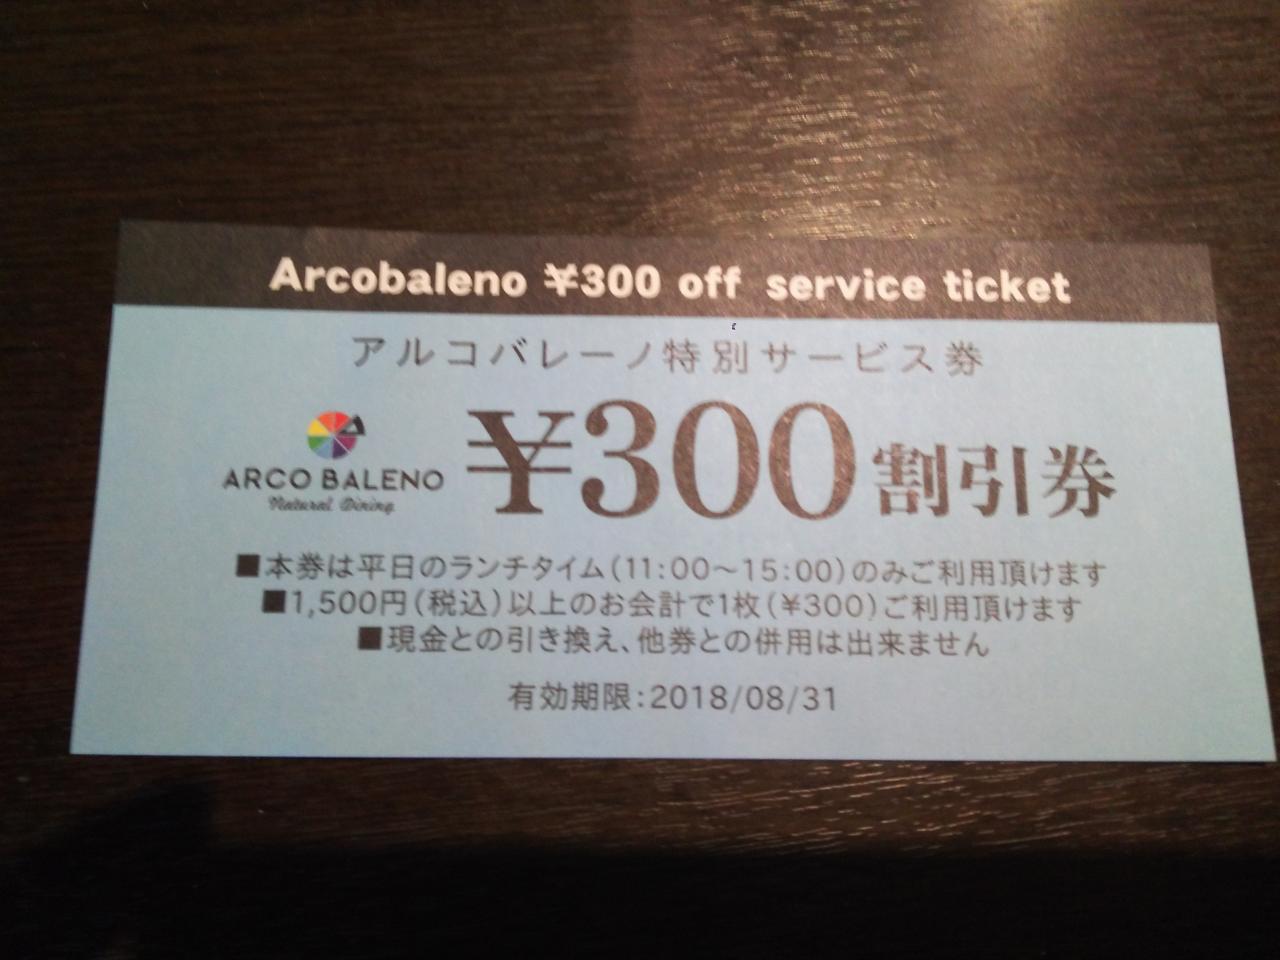 Arcobaleno ¥300 off service ticket
アルコバレーノ特別サービス券
ARCO BALENO
Natural Dining
¥300割引券
■本券は平日のランチタイム(11:00～15:00)のみご利用頂けます
■1,500円(税込)以上のお会計で1枚(¥300)ご利用頂けます
■現金との引き換え、他券との併用は出来ません
有効期限:2018/08/31